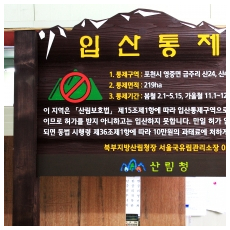 입산통제
1. 통제구역 : 포천시 영중면 금주리 산24,
2. 통제면적 : 219ha
3. 통제기간 : 봄철 2.1~5.15, 가을철 11.1~12
이 지역은 「산림보호법」 제15조제1항에 따라 입산통제구역으로
이므로 허가를 받지 아니하고는 입산하지 못합니다. 만일 허가
되면 동법 시행령 제36조제1항에 따라 10만원의 과태료에 처하게
북부지방산림청 서울국유림관리소장
산림청